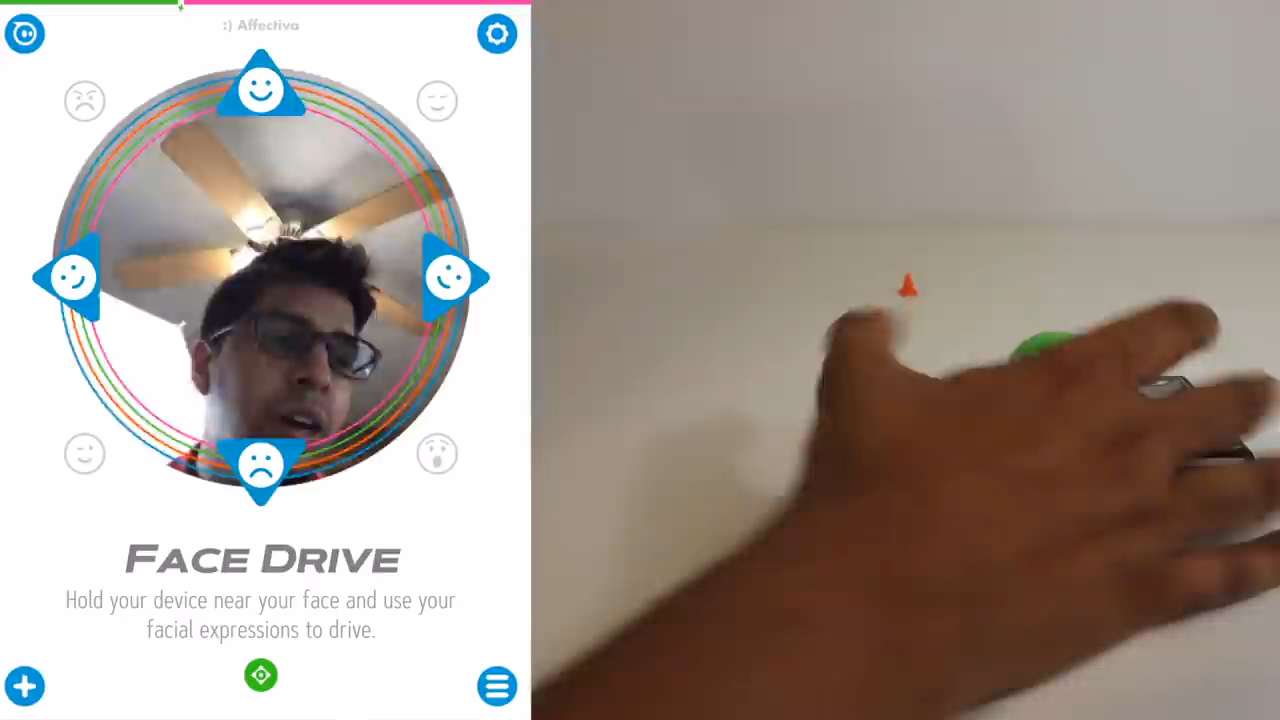 :) Affectiva
FACE DRIVE
Hold your device near your face and use your
facial expressions to drive.